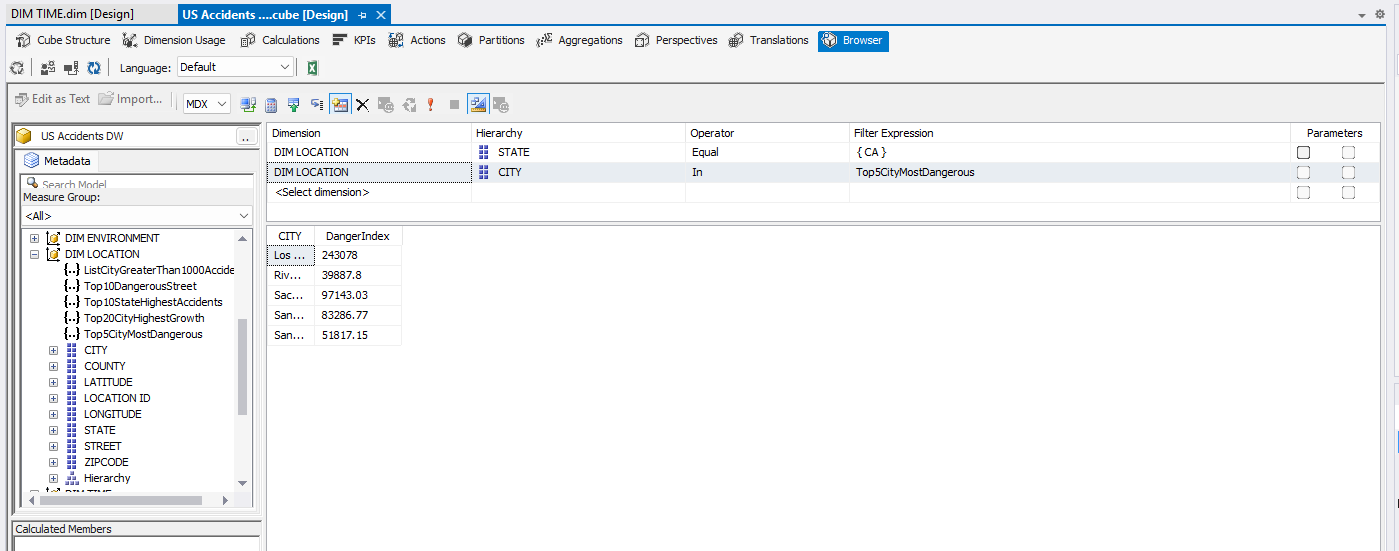 DIM TIME.dim [Design] US Accidents ....cube [Design]
Cube Structure Dimension Usage Calculations KPIs Actions Partitions Aggregations Perspectives Translations Browser
Language: Default
Edit as Text Import... MDX
US Accidents DW ..
Metadata
Search Model
Measure Group:
<All>
DIM ENVIRONMENT
DIM LOCATION
ListCityGreaterThan1000Accide
Top10DangerousStreet
Top10StateHighestAccidents
Top20CityHighestGrowth
Top5CityMostDangerous
CITY
COUNTY
LATITUDE
LOCATION ID
LONGITUDE
STATE
STREET
ZIPCODE
Hierarchy
DIM TIME
Calculated Members
Dimension Hierarchy Operator Filter Expression Parameters
DIM LOCATION STATE Equal { CA }
DIM LOCATION CITY In Top5CityMostDangerous
<Select dimension>
CITY DangerIndex
Los ... 243078
Riv... 39887.8
Sac... 97143.03
San... 83286.77
San... 51817.15